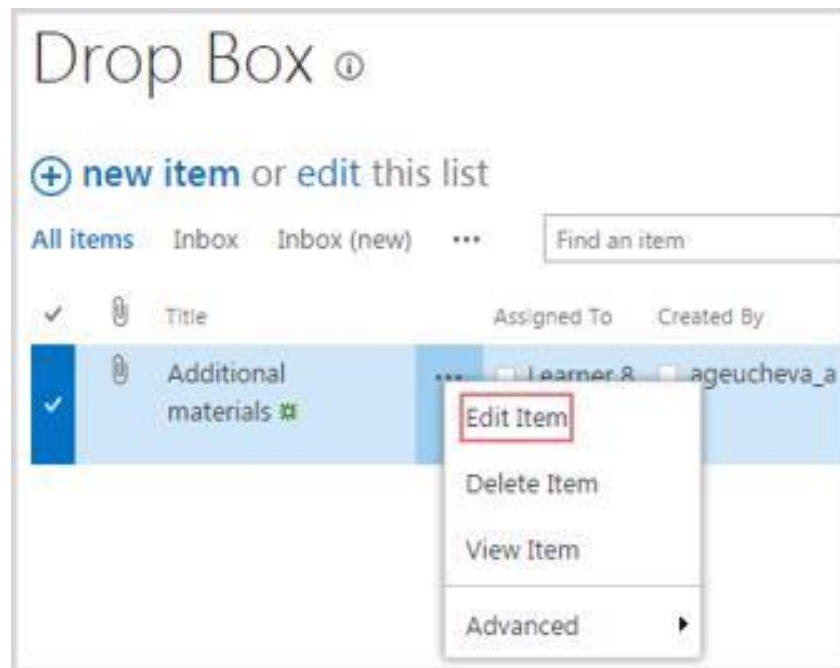 Drop Box
new item or edit this list
All items Inbox Inbox (new) ... Find an item
Title Assigned To Created By
Additional ... Learner 8 ageucheva_a
materials
Edit Item
Delete Item
View Item
Advanced